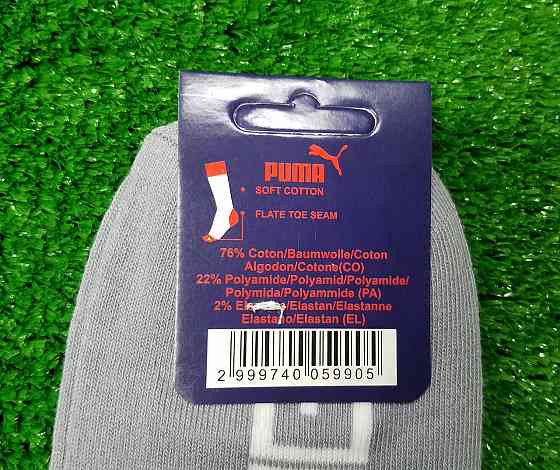 PUMA
SOFT COTTON
FLATE TOE SEAM
76% Coton/Baumwolle/Coton
Algodon/Cotone(CO)
22% Polyamide/Polyamid/Polyamide/
Polymida/Polyammide (PA)
2% /Elastan/Elastanne
/Elastan (EL)
2 999740 059905